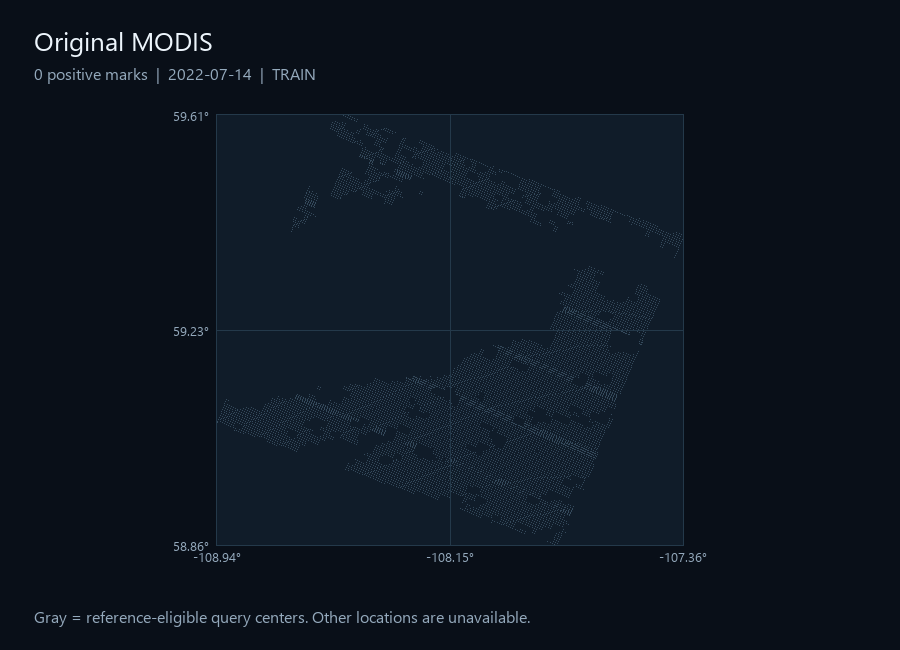 Original MODIS
0 positive marks | 2022-07-14 | TRAIN
59.61°
59.23°
58.86°
-108.94°
-108.15°
-107.36°
Gray = reference-eligible query centers. Other locations are unavailable.